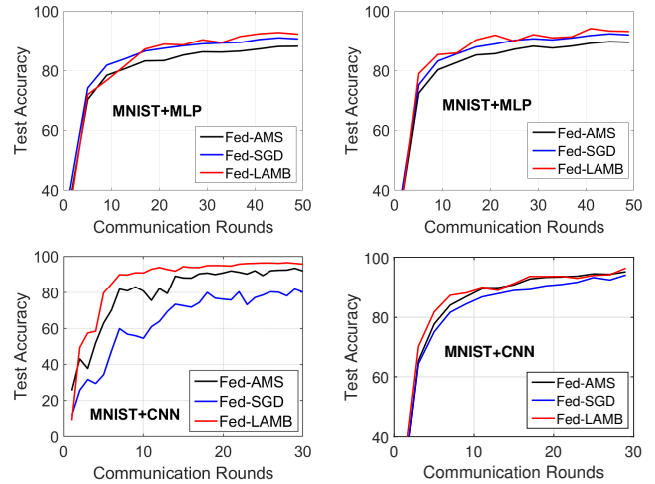 100
80
60
40
Test Accuracy
MNIST+MLP
Fed-AMS
Fed-SGD
Fed-LAMB
0 10 20 30 40 50
Communication Rounds
100
80
60
40
Test Accuracy
MNIST+MLP
Fed-AMS
Fed-SGD
Fed-LAMB
0 10 20 30 40 50
Communication Rounds
100
80
60
40
20
0
Test Accuracy
MNIST+CNN
Fed-AMS
Fed-SGD
Fed-LAMB
0 10 20 30
Communication Rounds
100
80
60
40
Test Accuracy
MNIST+CNN
Fed-AMS
Fed-SGD
Fed-LAMB
0 10 20 30
Communication Rounds